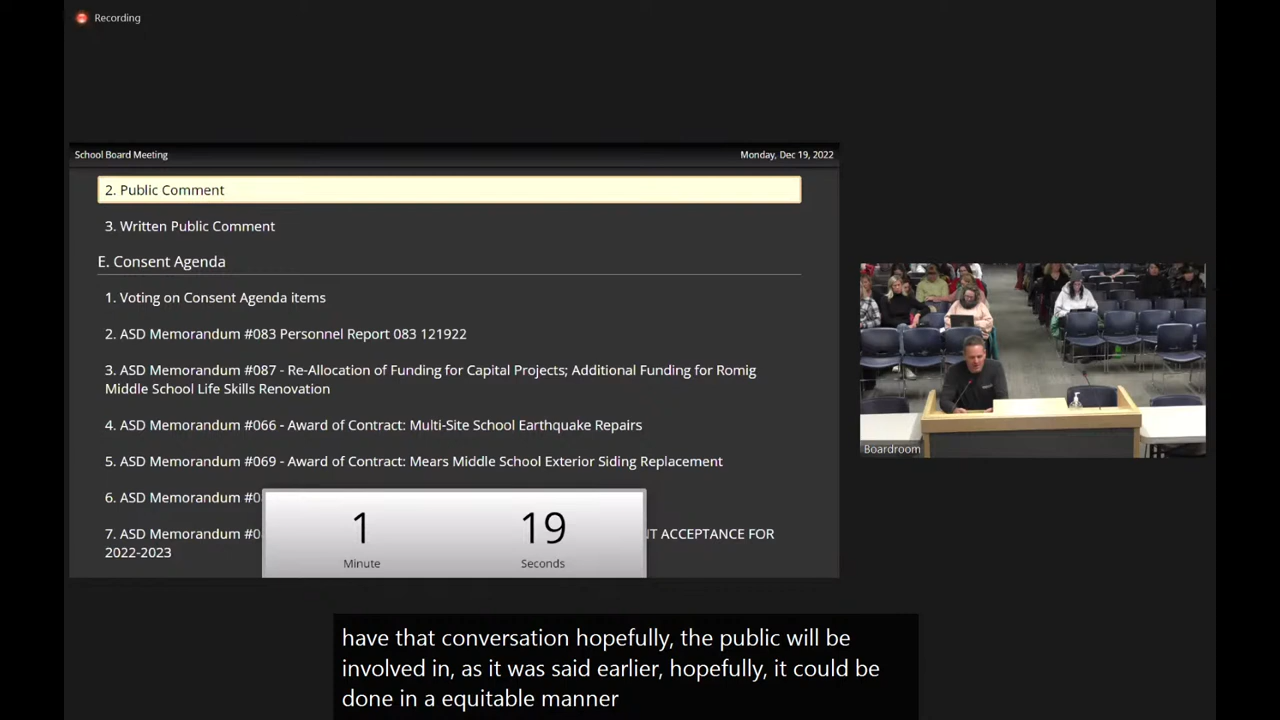 Recording
School Board Meeting
Monday, Dec 19, 2022
2. Public Comment
3. Written Public Comment
E. Consent Agenda
1. Voting on Consent Agenda items
2. ASD Memorandum #083 Personnel Report 083 121922
3. ASD Memorandum #087 - Re-Allocation of Funding for Capital Projects; Additional Funding for Romig
Middle School Life Skills Renovation
4. ASD Memorandum #066 - Award of Contract: Multi-Site School Earthquake Repairs
5. ASD Memorandum #069 - Award of Contract: Mears Middle School Exterior Siding Replacement
6. ASD Memorandum #0
7. ASD Memorandum #0 NT ACCEPTANCE FOR
2022-2023
1 19
Minute Seconds
Boardroom
have that conversation hopefully, the public will be
involved in, as it was said earlier, hopefully, it could be
done in a equitable manner